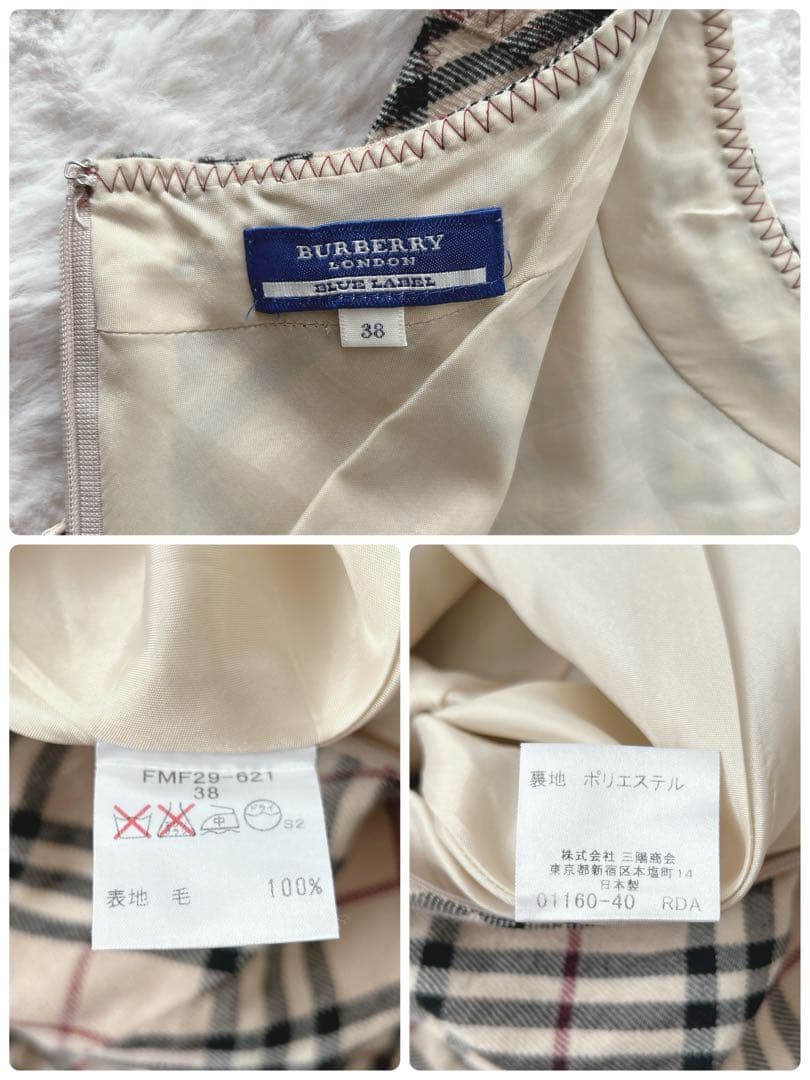 BURBERRY
LONDON
BLUE LABEL
38
FMF29-621
38
中
ドライ
S2
表地 毛 100%
裏地 ポリエステル
株式会社 三陽商会
東京都新宿区本塩町14
日本製
01160-40 RDA